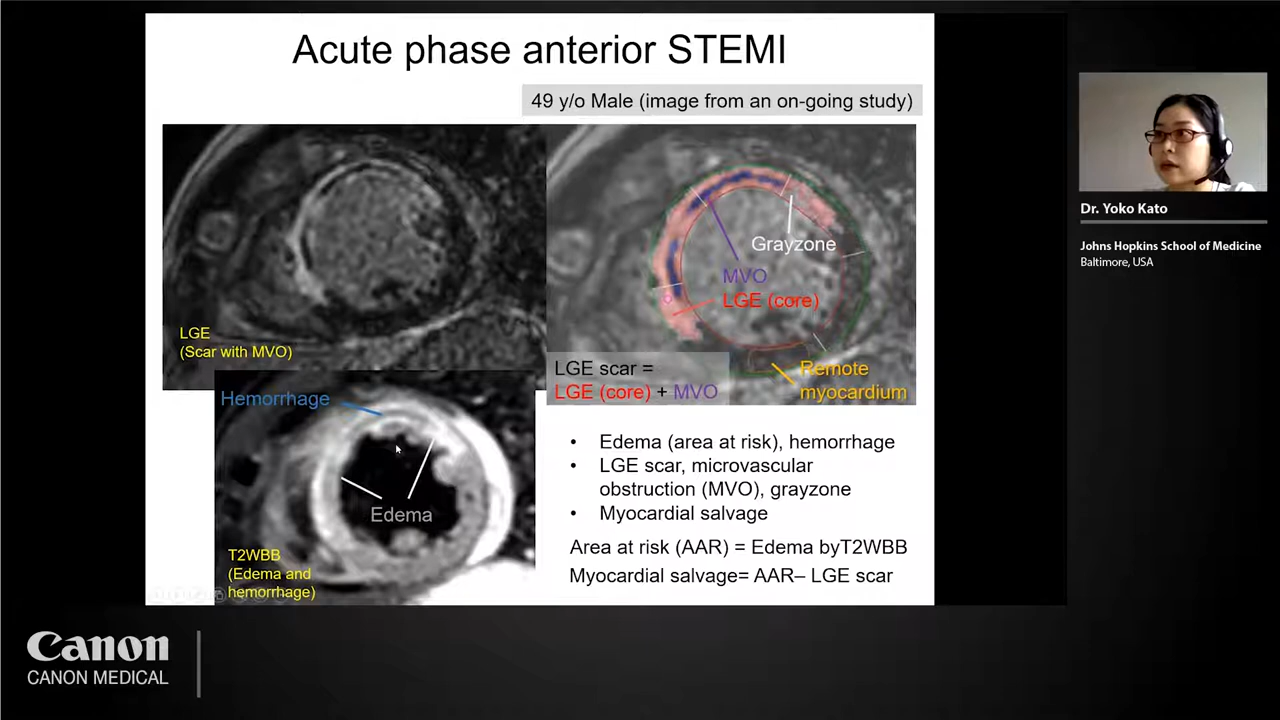 Acute phase anterior STEMI
49 y/o Male (image from an on-going study)
LGE
(Scar with MVO)
Grayzone
MVO
LGE (core)
LGE scar =
LGE (core) + MVO
Remote
myocardium
Hemorrhage
Edema
T2WBB
(Edema and
hemorrhage)
• Edema (area at risk), hemorrhage
• LGE scar, microvascular
obstruction (MVO), grayzone
• Myocardial salvage
Area at risk (AAR) = Edema byT2WBB
Myocardial salvage= AAR– LGE scar
Dr. Yoko Kato
Johns Hopkins School of Medicine
Baltimore, USA
Canon
CANON MEDICAL